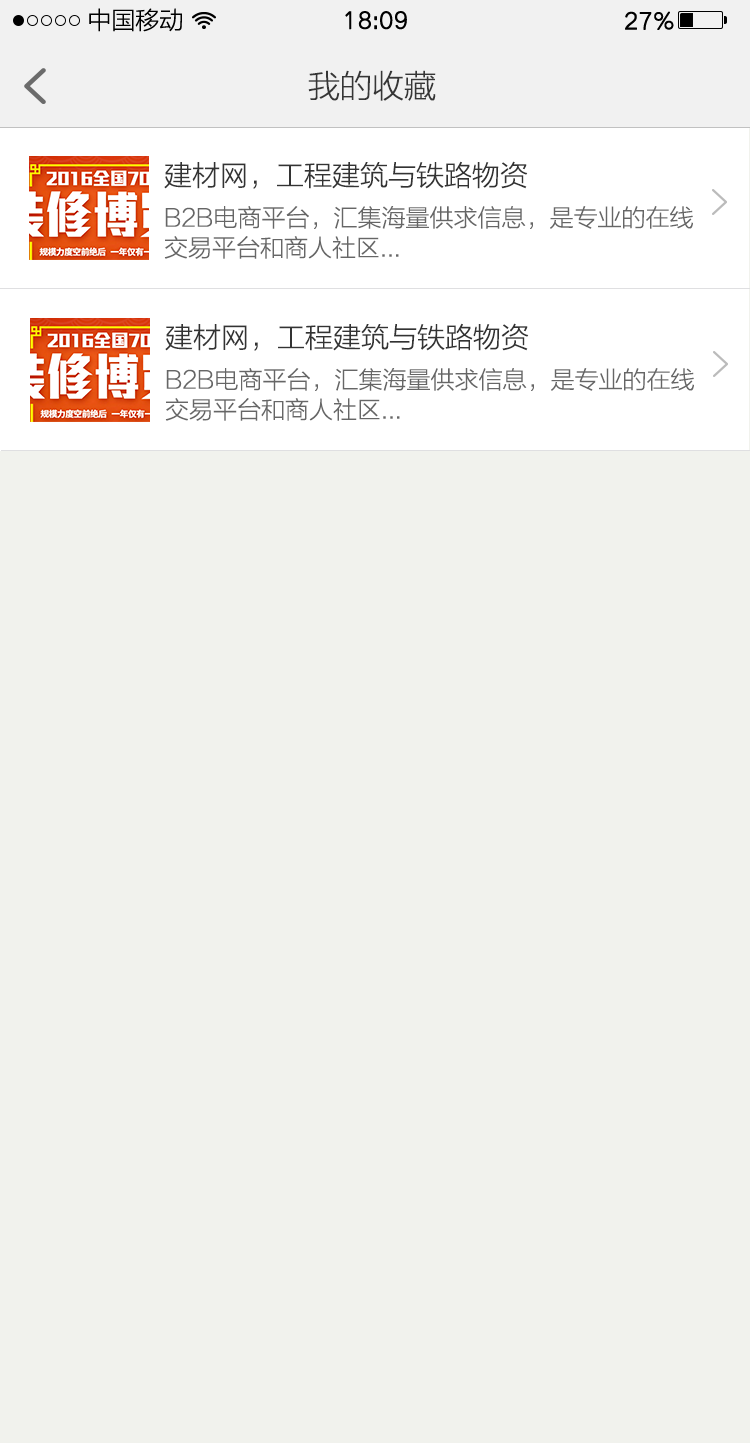 中国移动
18:09
27%
我的收藏
2016全国70
装修博览
规模力度空前绝后 一年仅有一
建材网，工程建筑与铁路物资
B2B电商平台，汇集海量供求信息，是专业的在线
交易平台和商人社区...
2016全国70
装修博览
规模力度空前绝后 一年仅有一
建材网，工程建筑与铁路物资
B2B电商平台，汇集海量供求信息，是专业的在线
交易平台和商人社区...